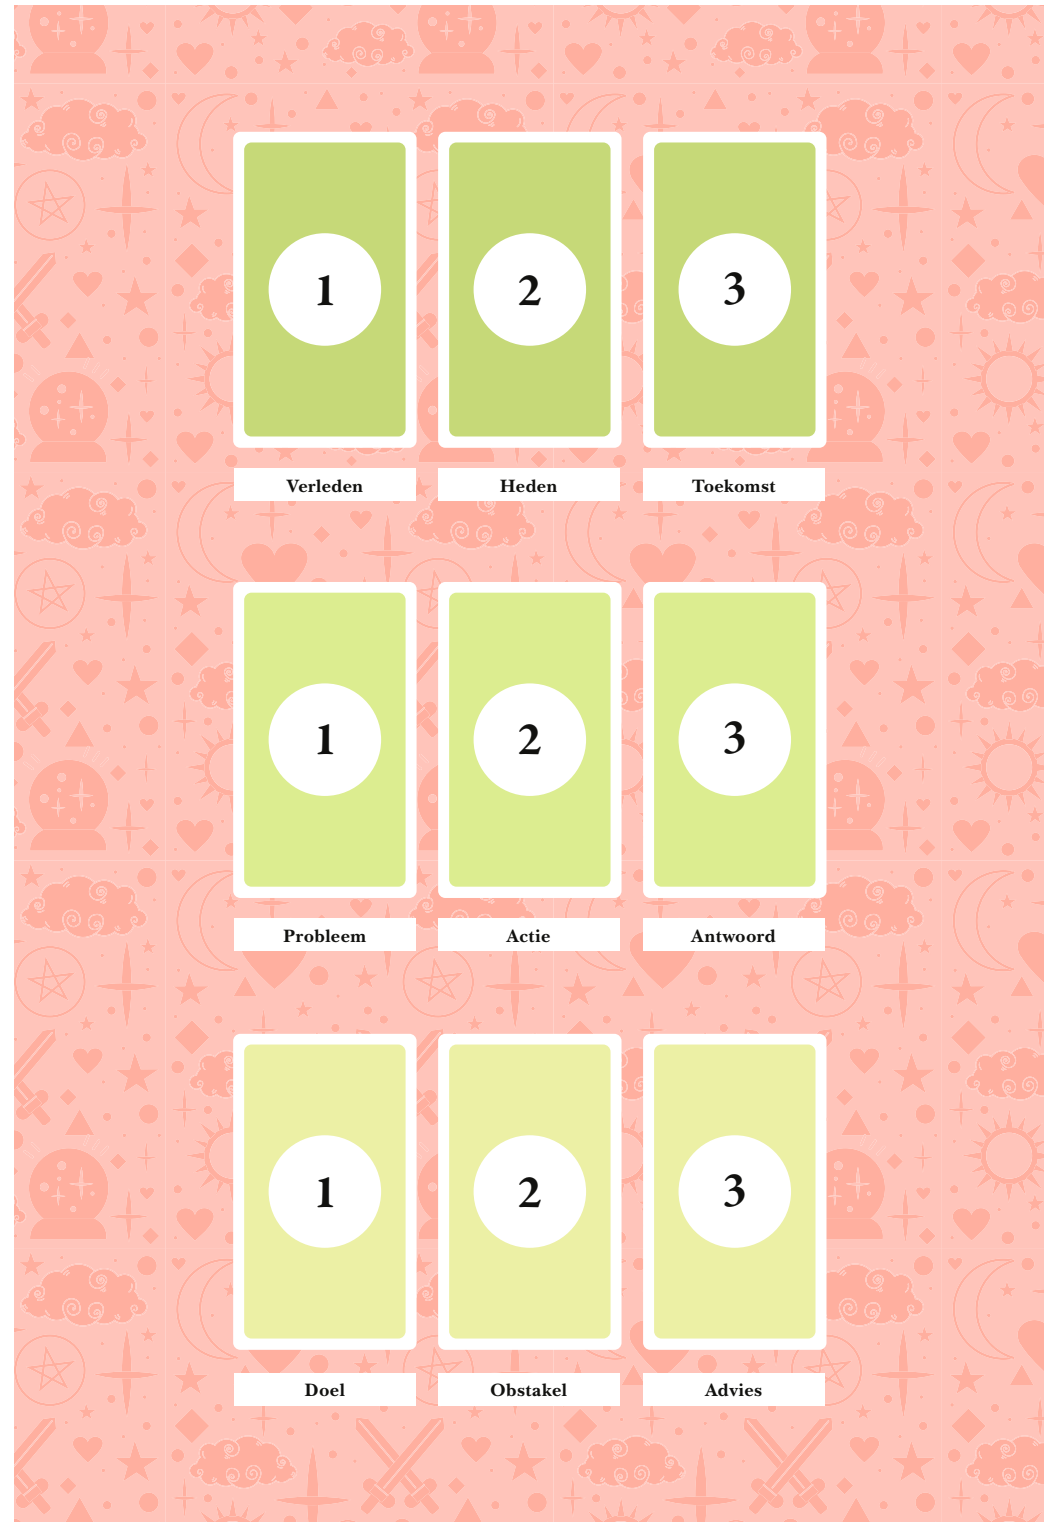 1 2 3
Verleden Heden Toekomst
1 2 3
Probleem Actie Antwoord
1 2 3
Doel Obstakel Advies